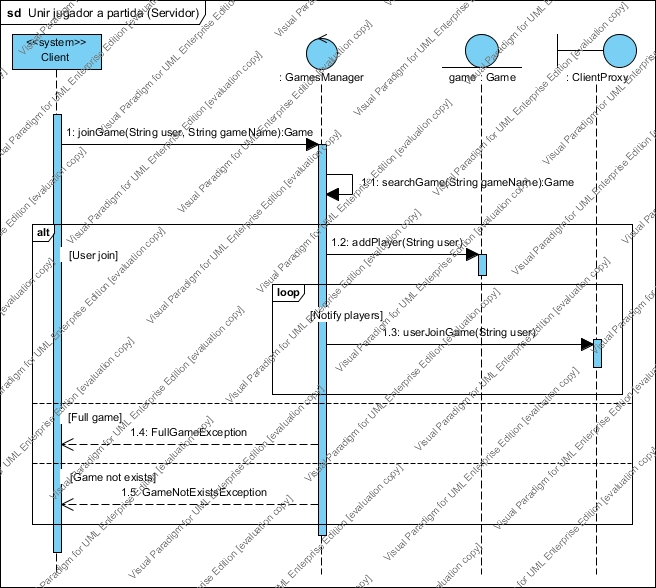 sd Unir jugador a partida (Servidor)
<<system>>
Client
: GamesManager
game : Game
: ClientProxy
1: joinGame(String user, String gameName):Game
1.1: searchGame(String gameName):Game
alt
[User join]
1.2: addPlayer(String user)
loop
[Notify players]
1.3: userJoinGame(String user)
[Full game]
1.4: FullGameException
[Game not exists]
1.5: GameNotExistsException
Visual Paradigm for UML Enterprise Edition [evaluation copy]